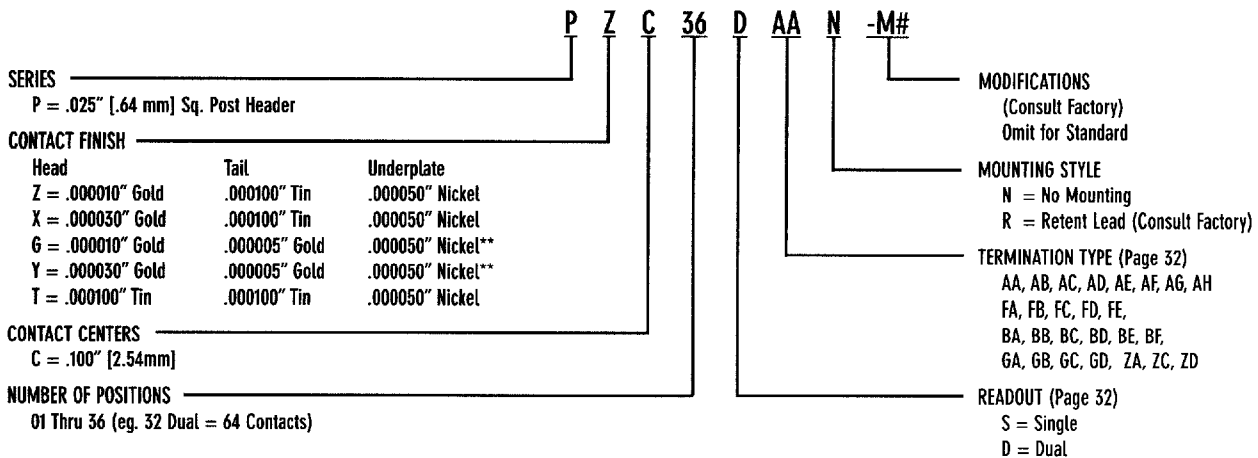 P Z C 36 D AA N -M#
SERIES
P = .025" [.64 mm] Sq. Post Header
CONTACT FINISH
Head Tail Underplate
Z = .000010" Gold .000100" Tin .000050" Nickel
X = .000030" Gold .000100" Tin .000050" Nickel
G = .000010" Gold .000005" Gold .000050" Nickel**
Y = .000030" Gold .000005" Gold .000050" Nickel**
T = .000100" Tin .000100" Tin .000050" Nickel
CONTACT CENTERS
C = .100" [2.54mm]
NUMBER OF POSITIONS
01 Thru 36 (eg. 32 Dual = 64 Contacts)
MODIFICATIONS
(Consult Factory)
Omit for Standard
MOUNTING STYLE
N = No Mounting
R = Retent Lead (Consult Factory)
TERMINATION TYPE (Page 32)
AA, AB, AC, AD, AE, AF, AG, AH
FA, FB, FC, FD, FE,
BA, BB, BC, BD, BE, BF,
GA, GB, GC, GD, ZA, ZC, ZD
READOUT (Page 32)
S = Single
D = Dual